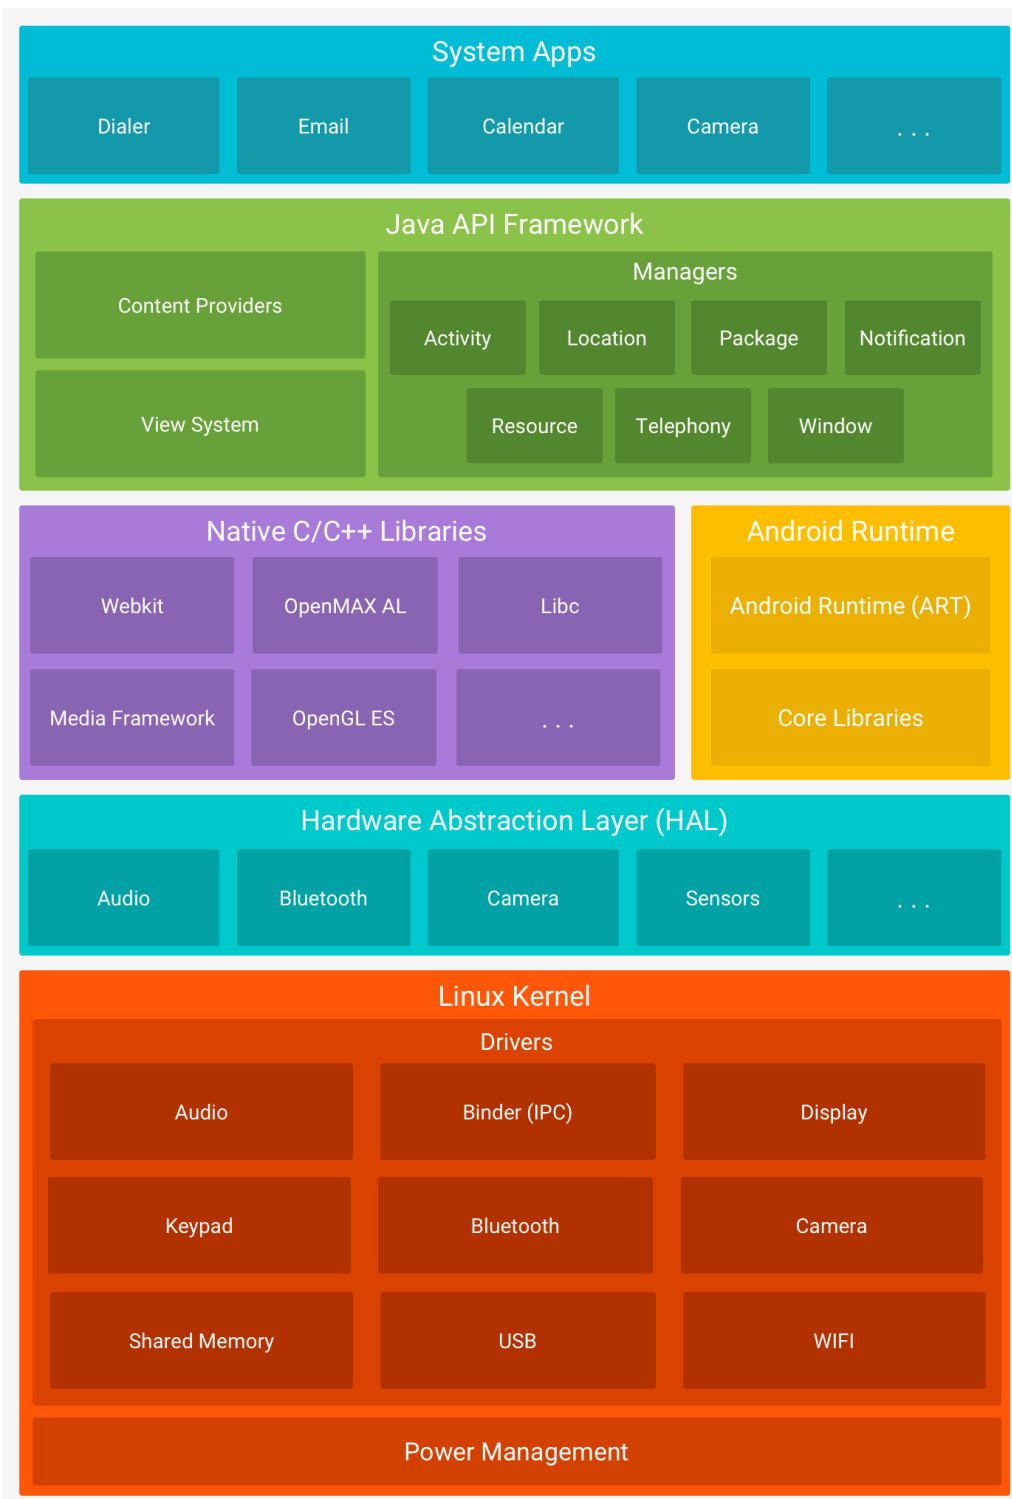 System Apps
Dialer
Email
Calendar
Camera
. . .
Java API Framework
Content Providers
View System
Managers
Activity
Location
Package
Notification
Resource
Telephony
Window
Native C/C++ Libraries
Webkit
OpenMAX AL
Libc
Media Framework
OpenGL ES
. . .
Android Runtime
Android Runtime (ART)
Core Libraries
Hardware Abstraction Layer (HAL)
Audio
Bluetooth
Camera
Sensors
. . .
Linux Kernel
Drivers
Audio
Binder (IPC)
Display
Keypad
Bluetooth
Camera
Shared Memory
USB
WIFI
Power Management